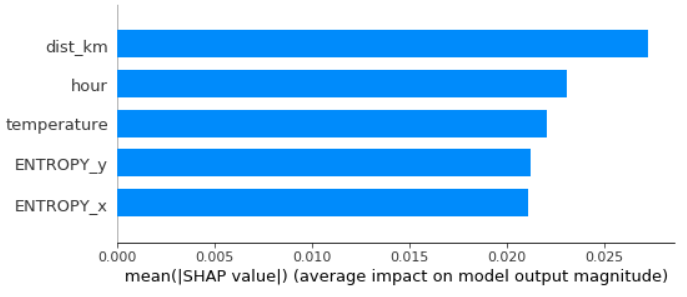 dist_km
hour
temperature
ENTROPY_y
ENTROPY_x
0.000 0.005 0.010 0.015 0.020 0.025
mean(|SHAP value|) (average impact on model output magnitude)